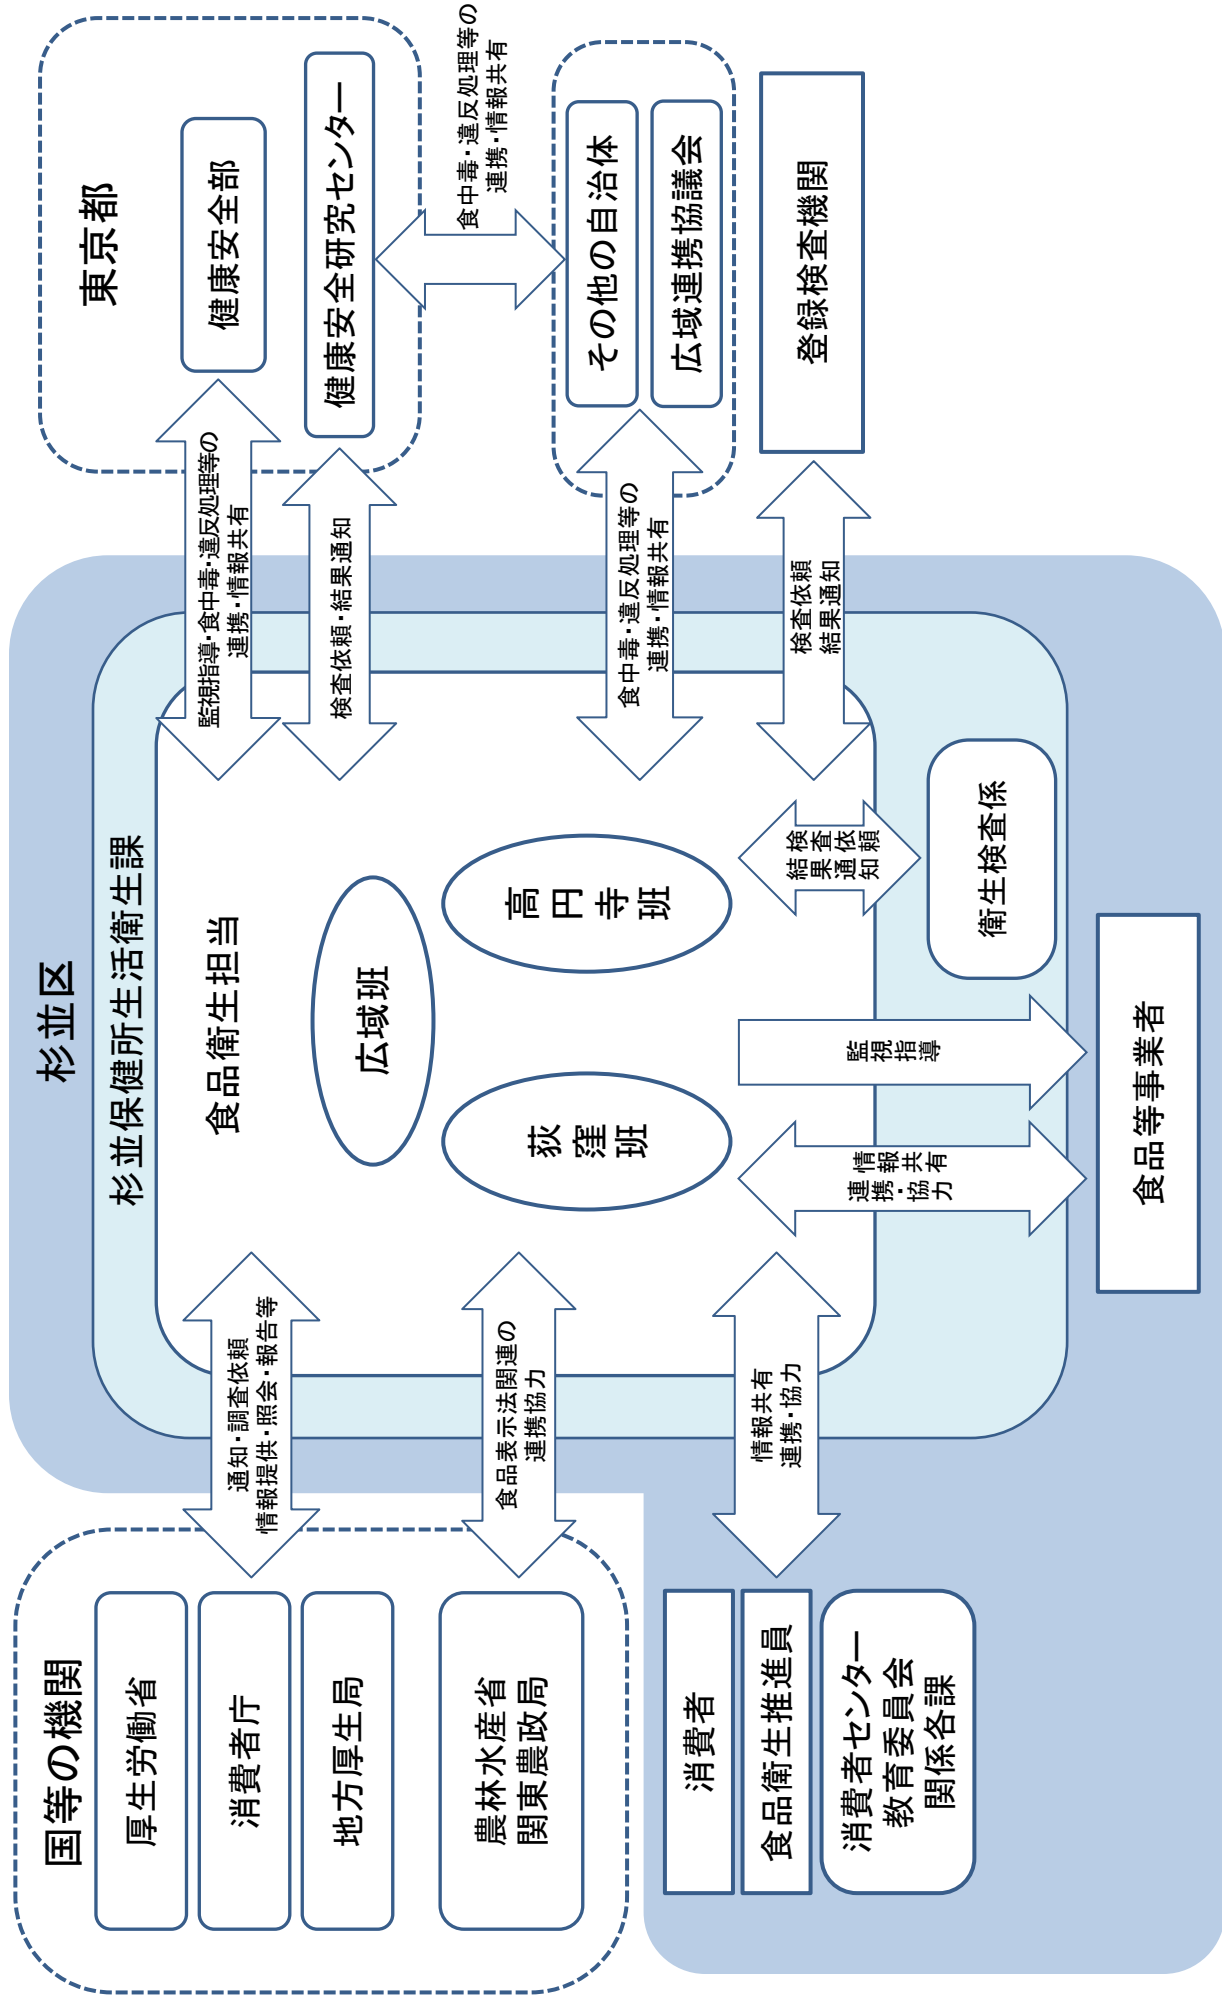 国等の機関
厚生労働省
消費者庁
地方厚生局
農林水産省
関東農政局
通知・調査依頼
情報提供・照会・報告等
食品表示法関連の
連携協力
杉並区
杉並保健所生活衛生課
食品衛生担当
広域班
荻窪班
高円寺班
東京都
健康安全部
健康安全研究センター
監視指導・食中毒・違反処理等の
連携・情報共有
検査依頼・結果通知
食中毒・違反処理等の
連携・情報共有
その他の自治体
広域連携協議会
食中毒・違反処理等の
連携・情報共有
登録検査機関
検査依頼
結果通知
消費者
食品衛生推進員
消費者センター
教育委員会
関係各課
情報共有
連携・協力
情報共有
連携・協力
監視指導
検査依頼
結果通知
衛生検査係
食品等事業者